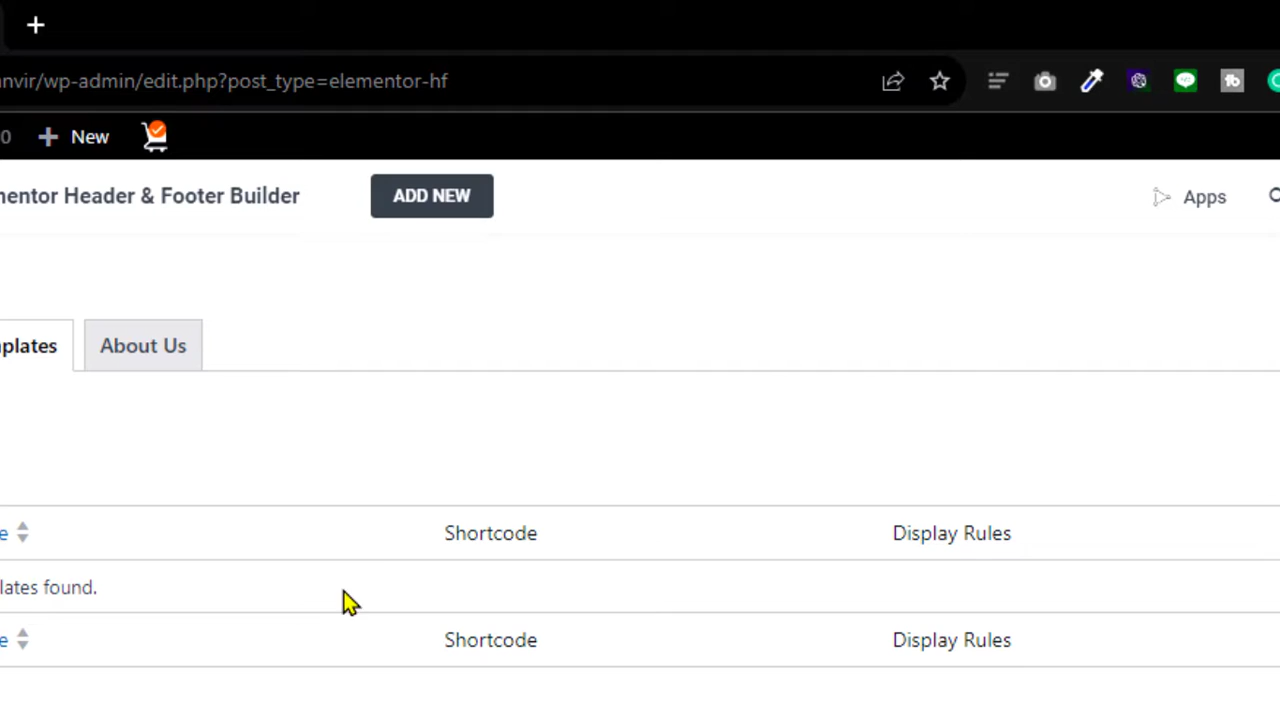 nvir/wp-admin/edit.php?post_type=elementor-hf
0 New
mentor Header & Footer Builder ADD NEW Apps
plates About Us
e Shortcode Display Rules
lates found.
e Shortcode Display Rules